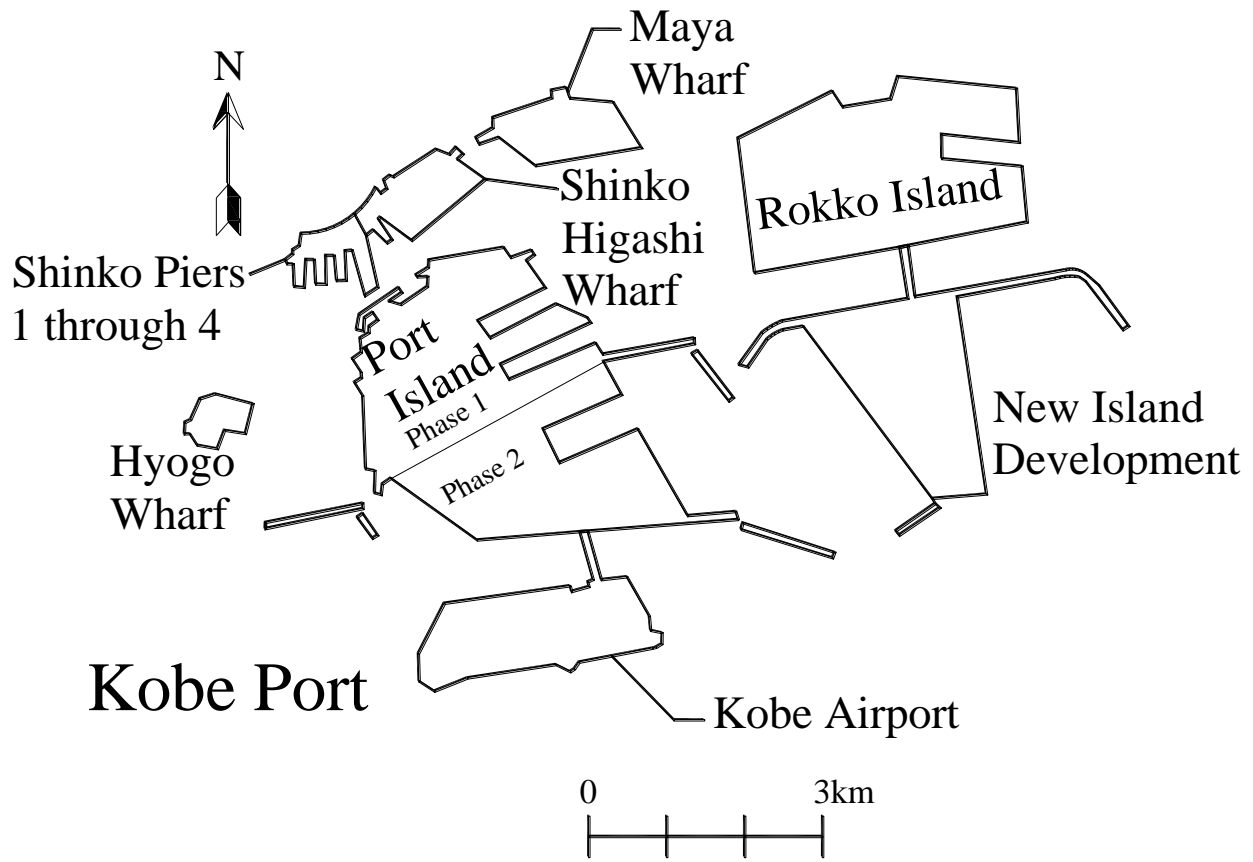 Maya
Wharf
N
Rokko Island
Shinko
Higashi
Wharf
Shinko Piers
1 through 4
Port
Island
Phase 1
Phase 2
New Island
Development
Hyogo
Wharf
Kobe Port
Kobe Airport
0 3km